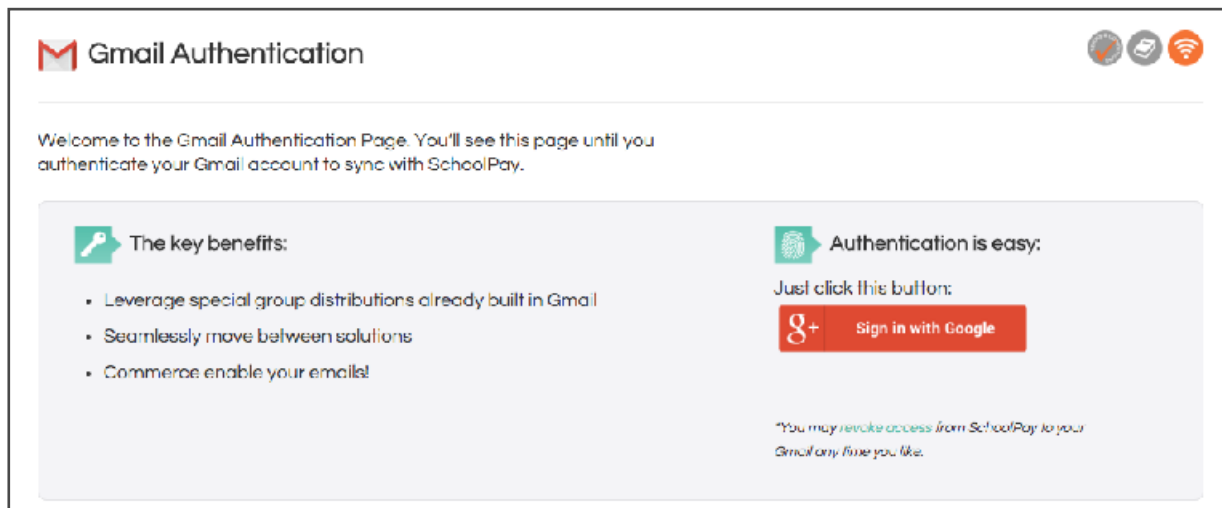 Gmail Authentication
Welcome to the Gmail Authentication Page. You'll see this page until you
authenticate your Gmail account to sync with SchoolPay.
The key benefits:
• Leverage special group distributions already built in Gmail
• Seamlessly move between solutions
• Commerce enable your emails!
Authentication is easy:
Just click this button:
g+ Sign in with Google
*You may revoke access from SchoolPay to your
Gmail any time you like.